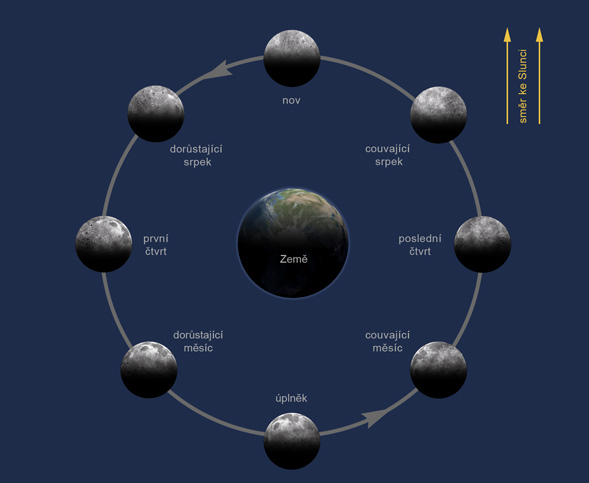 směr ke Slunci
nov
dorůstající
srpek
couvající
srpek
první
čtvrt
poslední
čtvrt
Země
dorůstající
měsíc
couvající
měsíc
úplněk